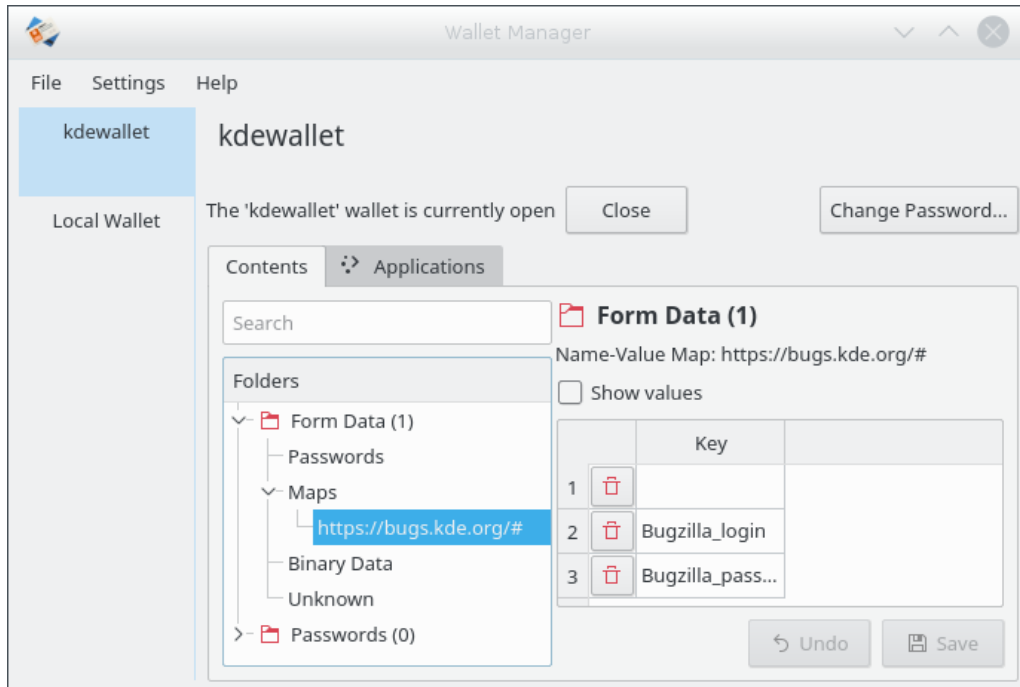 Wallet Manager
File Settings Help
kdewallet
Local Wallet
kdewallet
The 'kdewallet' wallet is currently open Close Change Password...
Contents Applications
Search
Folders
Form Data (1)
Passwords
Maps
https://bugs.kde.org/#
Binary Data
Unknown
Passwords (0)
Form Data (1)
Name-Value Map: https://bugs.kde.org/#
Show values
Key
1
2 Bugzilla_login
3 Bugzilla_pass...
Undo Save